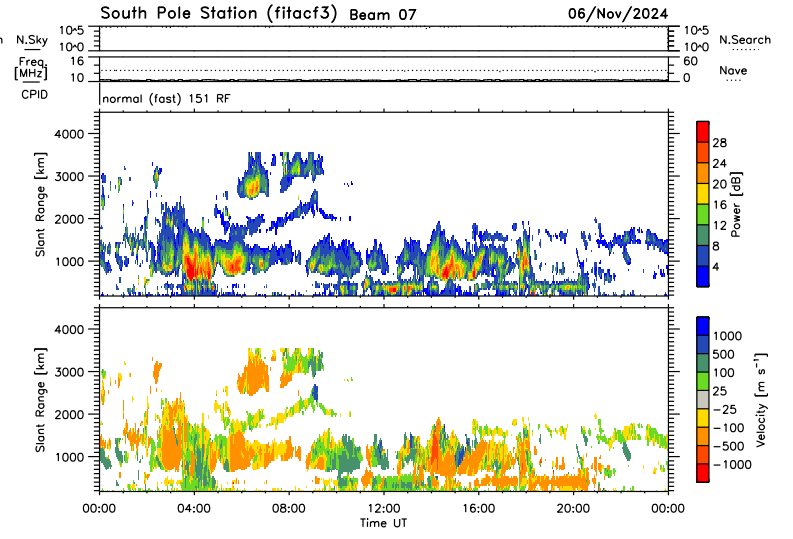 South Pole Station (fitacf3) Beam 07 06/Nov/2024
n N.Sky 10^5 10^5 N.Search
10^0 10^0
Freq. 16 60 Nave
[MHz] 10 0
CPID normal (fast) 151 RF
4000
3000
2000
1000
Slant Range [km]
28
24
20
16
12
8
4
Power [dB]
4000
3000
2000
1000
Slant Range [km]
1000
500
100
25
-25
-100
-500
-1000
Velocity [m s^-1]
00:00 04:00 08:00 12:00 16:00 20:00 00:00
Time UT